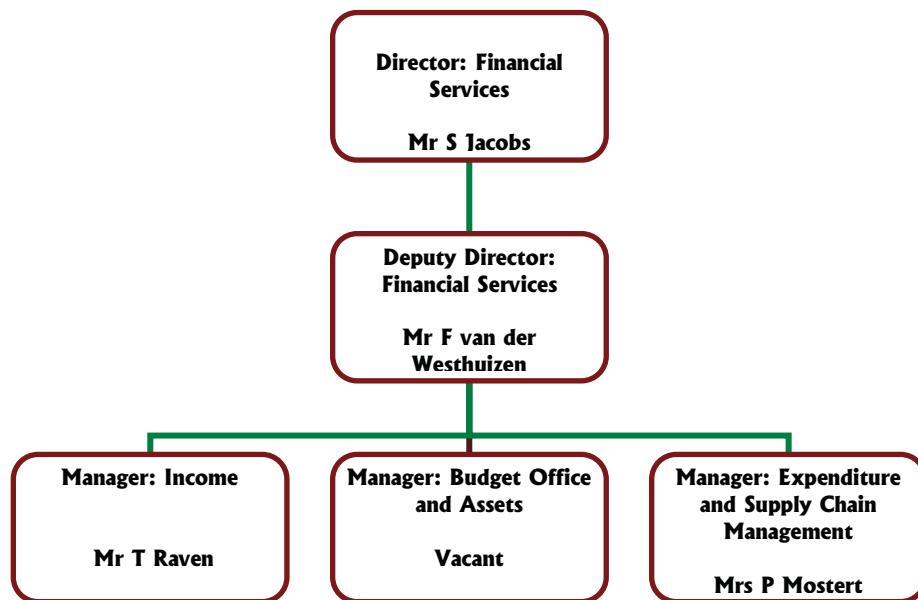 Director: Financial
Services
Mr S Jacobs
Deputy Director:
Financial Services
Mr F van der
Westhuizen
Manager: Income
Mr T Raven
Manager: Budget Office
and Assets
Vacant
Manager: Expenditure
and Supply Chain
Management
Mrs P Mostert